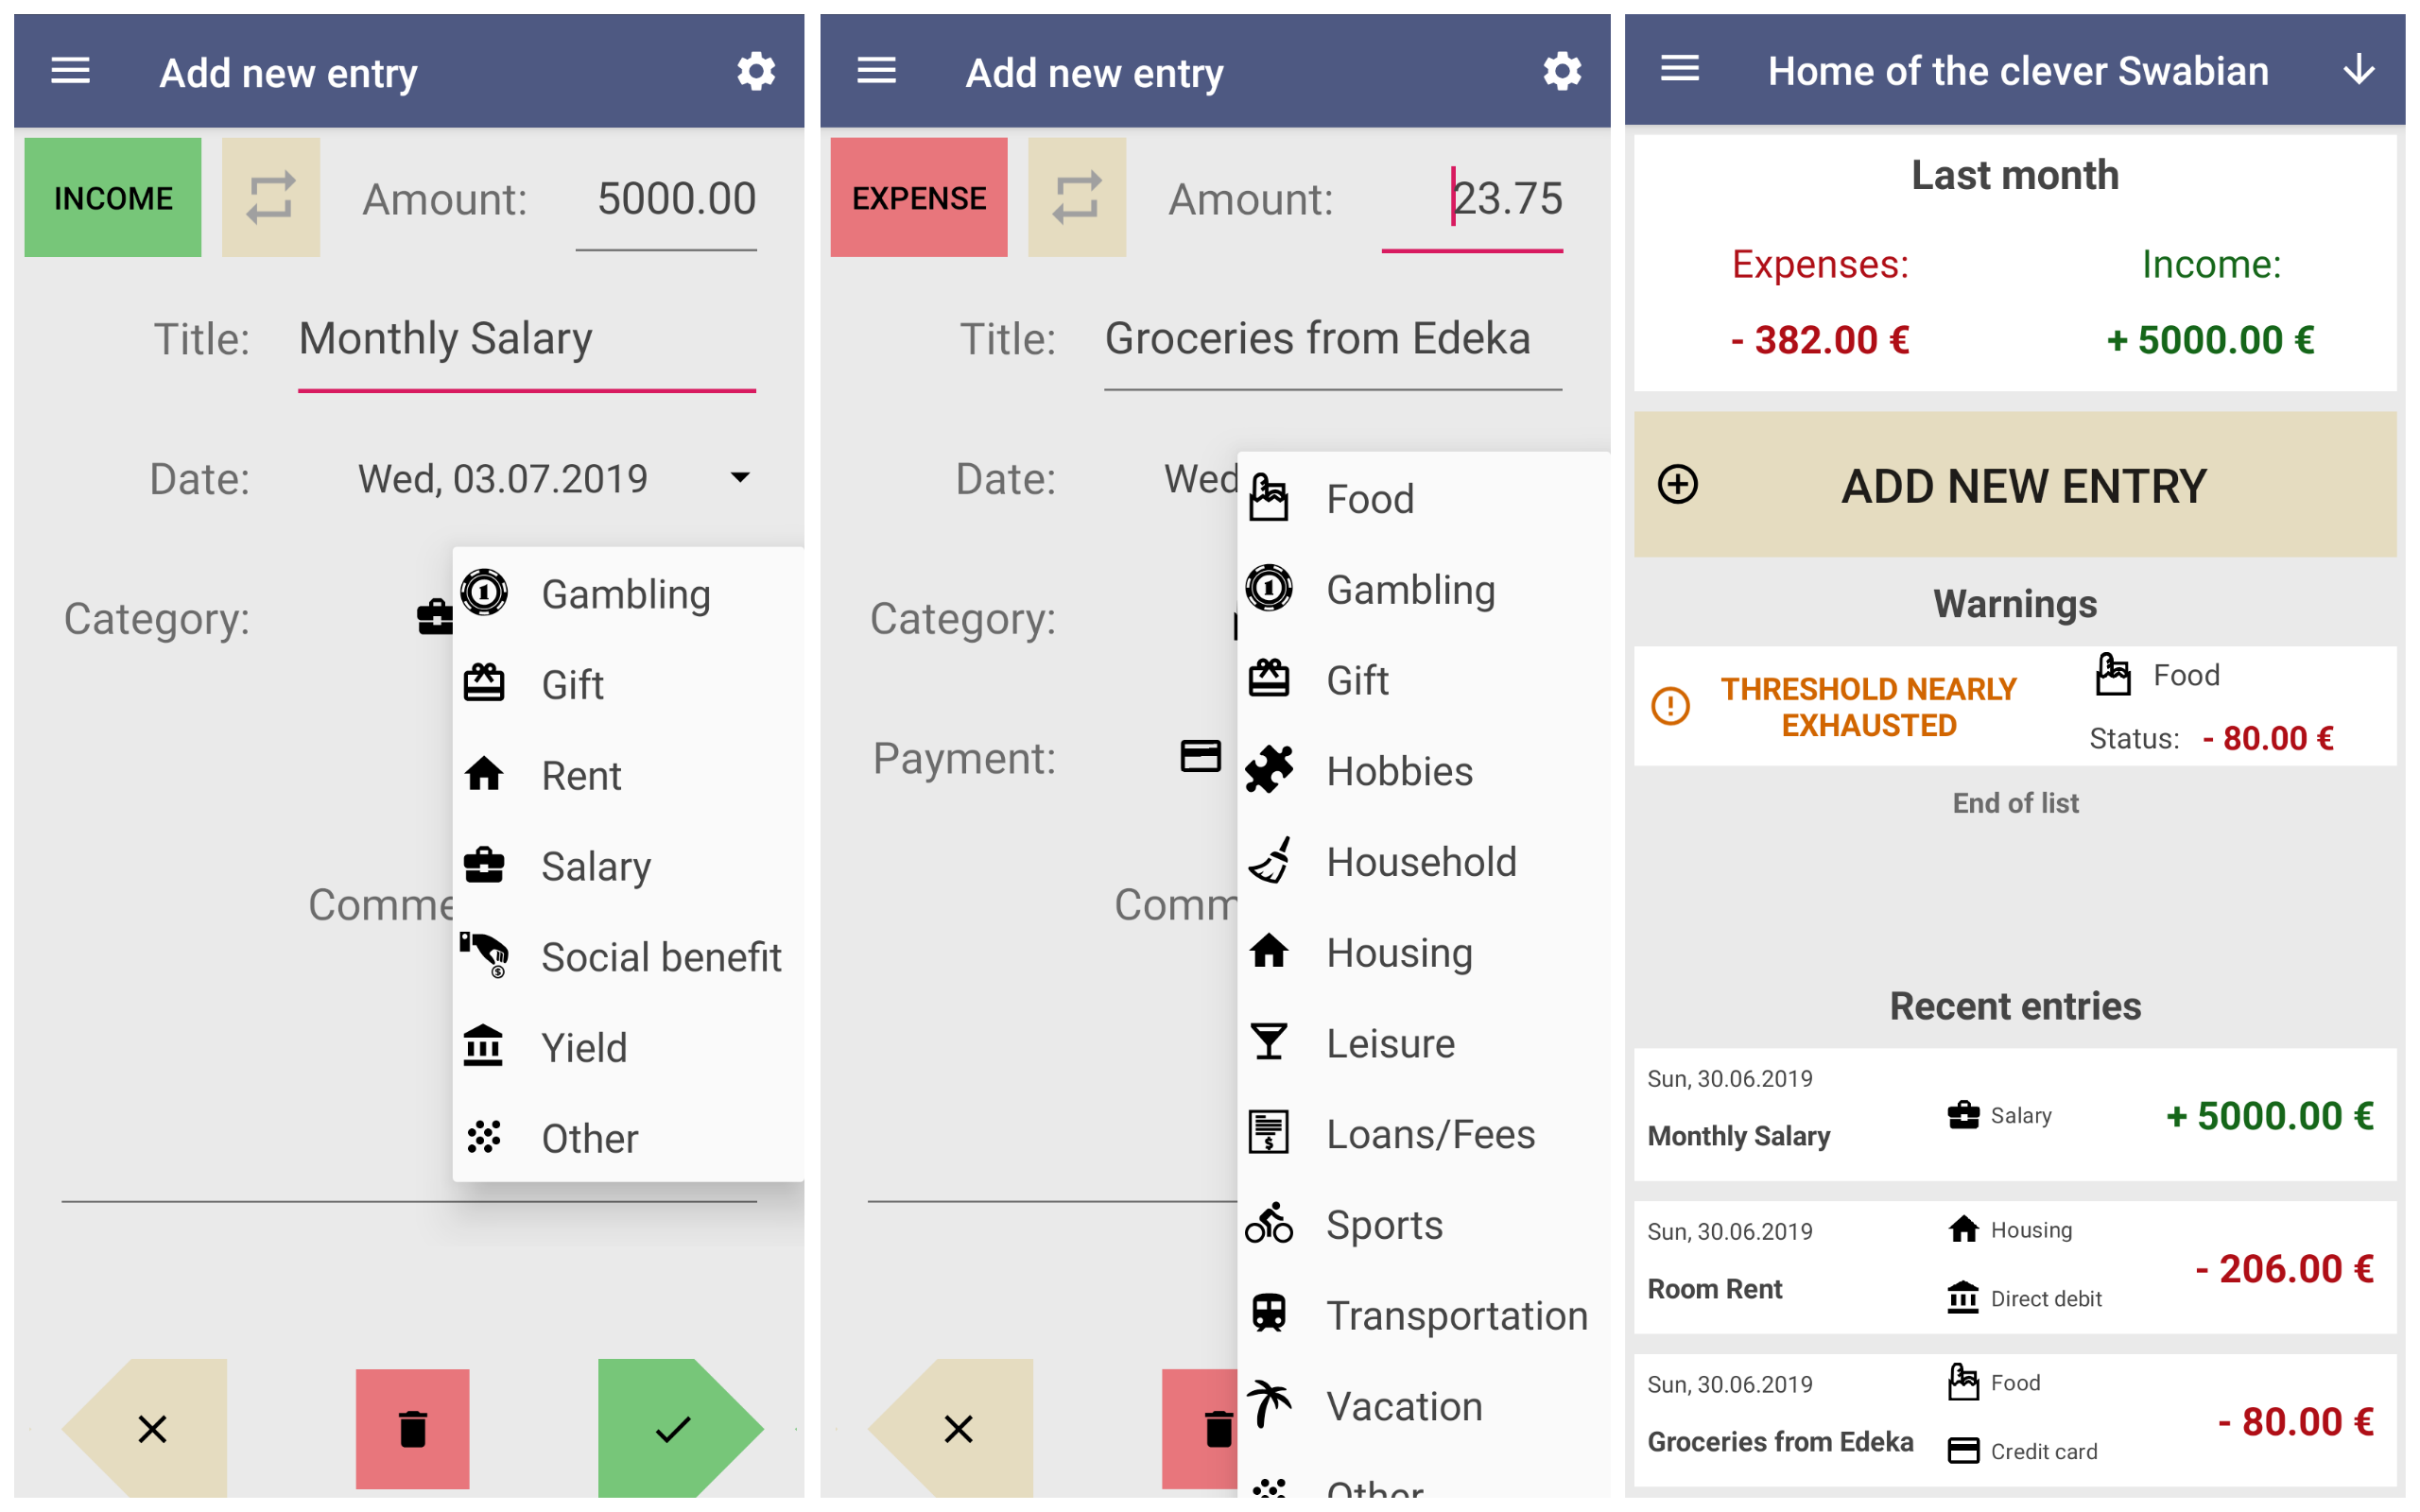 Add new entry
INCOME
Amount: 5000.00
Title: Monthly Salary
Date: Wed, 03.07.2019
Category:
Gambling
Gift
Rent
Salary
Social benefit
Yield
Other
Comme
Add new entry
EXPENSE
Amount: 23.75
Title: Groceries from Edeka
Date: Wed
Category:
Payment:
Comm
Food
Gambling
Gift
Hobbies
Household
Housing
Leisure
Loans/Fees
Sports
Transportation
Vacation
Other
Home of the clever Swabian
Last month
Expenses: Income:
- 382.00 € + 5000.00 €
ADD NEW ENTRY
Warnings
THRESHOLD NEARLY
EXHAUSTED
Food
Status: - 80.00 €
End of list
Recent entries
Sun, 30.06.2019
Monthly Salary
Salary
+ 5000.00 €
Sun, 30.06.2019
Room Rent
Housing
Direct debit
- 206.00 €
Sun, 30.06.2019
Groceries from Edeka
Food
Credit card
- 80.00 €